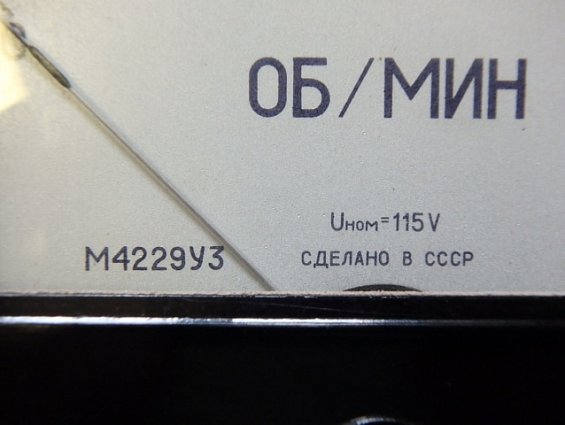 ОБ/МИН
Uном=115V
М4229У3
СДЕЛАНО В СССР